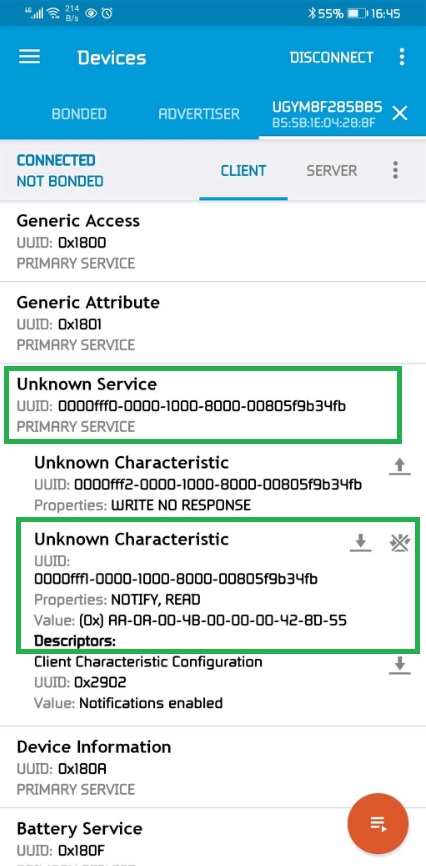 4G 214 B/s 55% 16:45
Devices DISCONNECT
BONDED ADVERTISER UGYM8F285BB5
B5:5B:1E:04:28:8F
CONNECTED
NOT BONDED CLIENT SERVER
Generic Access
UUID: 0x1800
PRIMARY SERVICE
Generic Attribute
UUID: 0x1801
PRIMARY SERVICE
Unknown Service
UUID: 0000fff0-0000-1000-8000-00805f9b34fb
PRIMARY SERVICE
Unknown Characteristic
UUID: 0000fff2-0000-1000-8000-00805f9b34fb
Properties: WRITE NO RESPONSE
Unknown Characteristic
UUID:
0000fff1-0000-1000-8000-00805f9b34fb
Properties: NOTIFY, READ
Value: (0x) AA-0A-00-4B-00-00-00-42-8D-55
Descriptors:
Client Characteristic Configuration
UUID: 0x2902
Value: Notifications enabled
Device Information
UUID: 0x180A
PRIMARY SERVICE
Battery Service
UUID: 0x180F
PRIMARY SERVICE